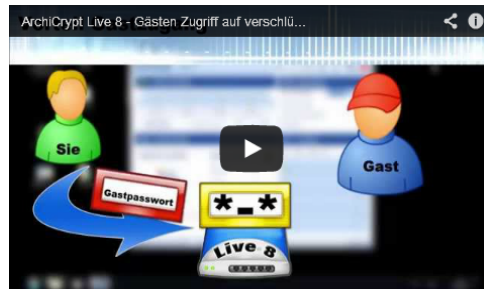 ArchiCrypt Live 8 - Gästen Zugriff auf verschlü...
Sie
Gast
Gastpasswort
*_*
Live 8